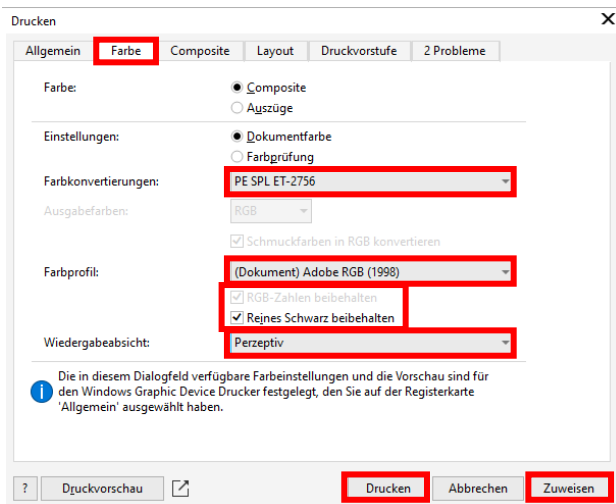 Drucken
Allgemein Farbe Composite Layout Druckvorstufe 2 Probleme
Farbe: Composite
Auszüge
Einstellungen: Dokumentfarbe
Farbprüfung
Farbkonvertierungen: PE SPL ET-2756
Ausgabefarben: RGB
Schmuckfarben in RGB konvertieren
Farbprofil: (Dokument) Adobe RGB (1998)
RGB-Zahlen beibehalten
Reines Schwarz beibehalten
Wiedergabeabsicht: Perzeptiv
Die in diesem Dialogfeld verfügbare Farbeinstellungen und die Vorschau sind für
den Windows Graphic Device Drucker festgelegt, den Sie auf der Registerkarte
'Allgemein' ausgewählt haben.
? Druckvorschau Drucken Abbrechen Zuweisen